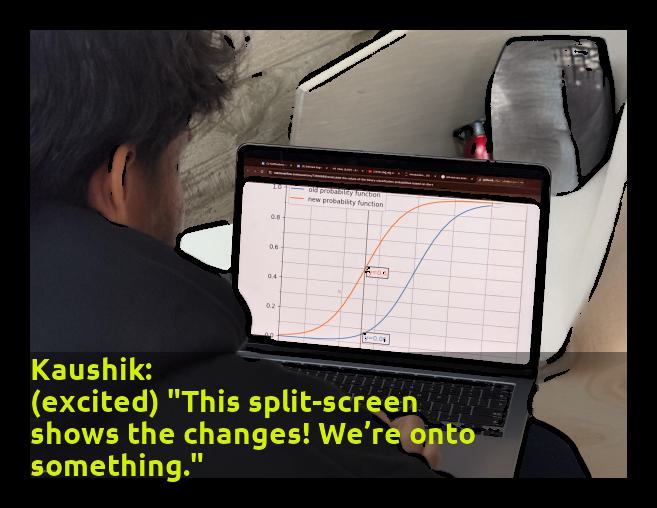 1.0
old probability function
new probability function
0.8
0.6
0.4
0.2
0.0
Kaushik:
(excited) "This split-screen
shows the changes! We’re onto
something."